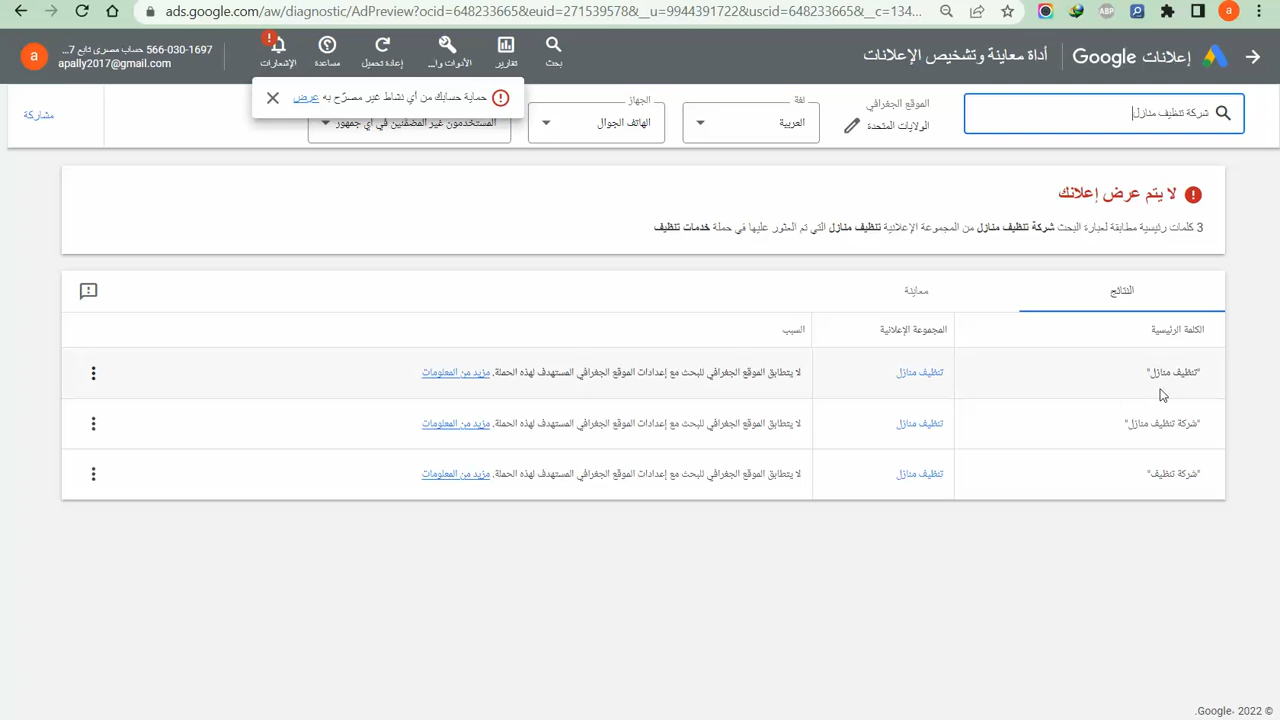 ads.google.com/aw/diagnostic/AdPreview?ocid=648233665&euid=271539578&__u=9944391722&uscid=648233665&__c=134...
إعلانات Google
أداة معاينة وتشخيص الإعلانات
بحث
تقارير
الأدوات وا...
إعادة تحميل
مساعدة
الإشعارات
566-030-1697 حساب مصرى تابع 7...
apally2017@gmail.com
a
شركة تنظيف منازل
الموقع الجغرافي
الولايات المتحدة
لغة
العربية
الجهاز
الهاتف الجوال
المستخدمون غير المضمّنين في أي جمهور
حماية حسابك من أي نشاط غير مصرّح به عرض
مشاركة
لا يتم عرض إعلانك
3 كلمات رئيسية مطابقة لعبارة البحث شركة تنظيف منازل من المجموعة الإعلانية تنظيف منازل التي تم العثور عليها في حملة خدمات تنظيف
النتائج
معاينة
الكلمة الرئيسية
المجموعة الإعلانية
السبب
"تنظيف منازل"
تنظيف منازل
لا يتطابق الموقع الجغرافي للبحث مع إعدادات الموقع الجغرافي المستهدف لهذه الحملة. مزيد من المعلومات
"شركة تنظيف منازل"
تنظيف منازل
لا يتطابق الموقع الجغرافي للبحث مع إعدادات الموقع الجغرافي المستهدف لهذه الحملة. مزيد من المعلومات
"شركة تنظيف"
تنظيف منازل
لا يتطابق الموقع الجغرافي للبحث مع إعدادات الموقع الجغرافي المستهدف لهذه الحملة. مزيد من المعلومات
© 2022 ،Google.